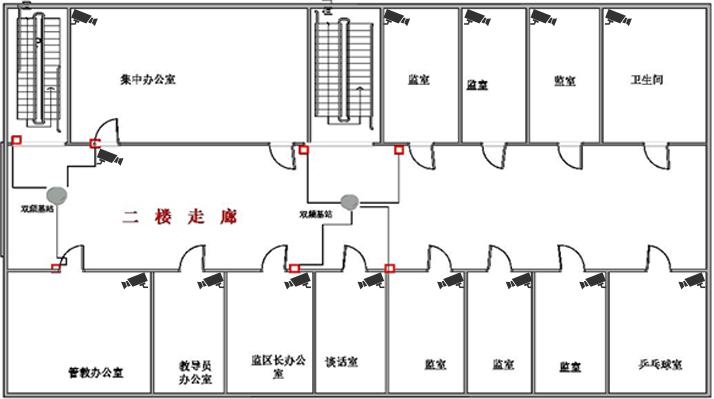 集中办公室
监室
监室
监室
卫生间
双频基站
二楼走廊
双频基站
管教办公室
教导员
办公室
监区长办公
室
谈话室
监室
监室
监室
乒乓球室